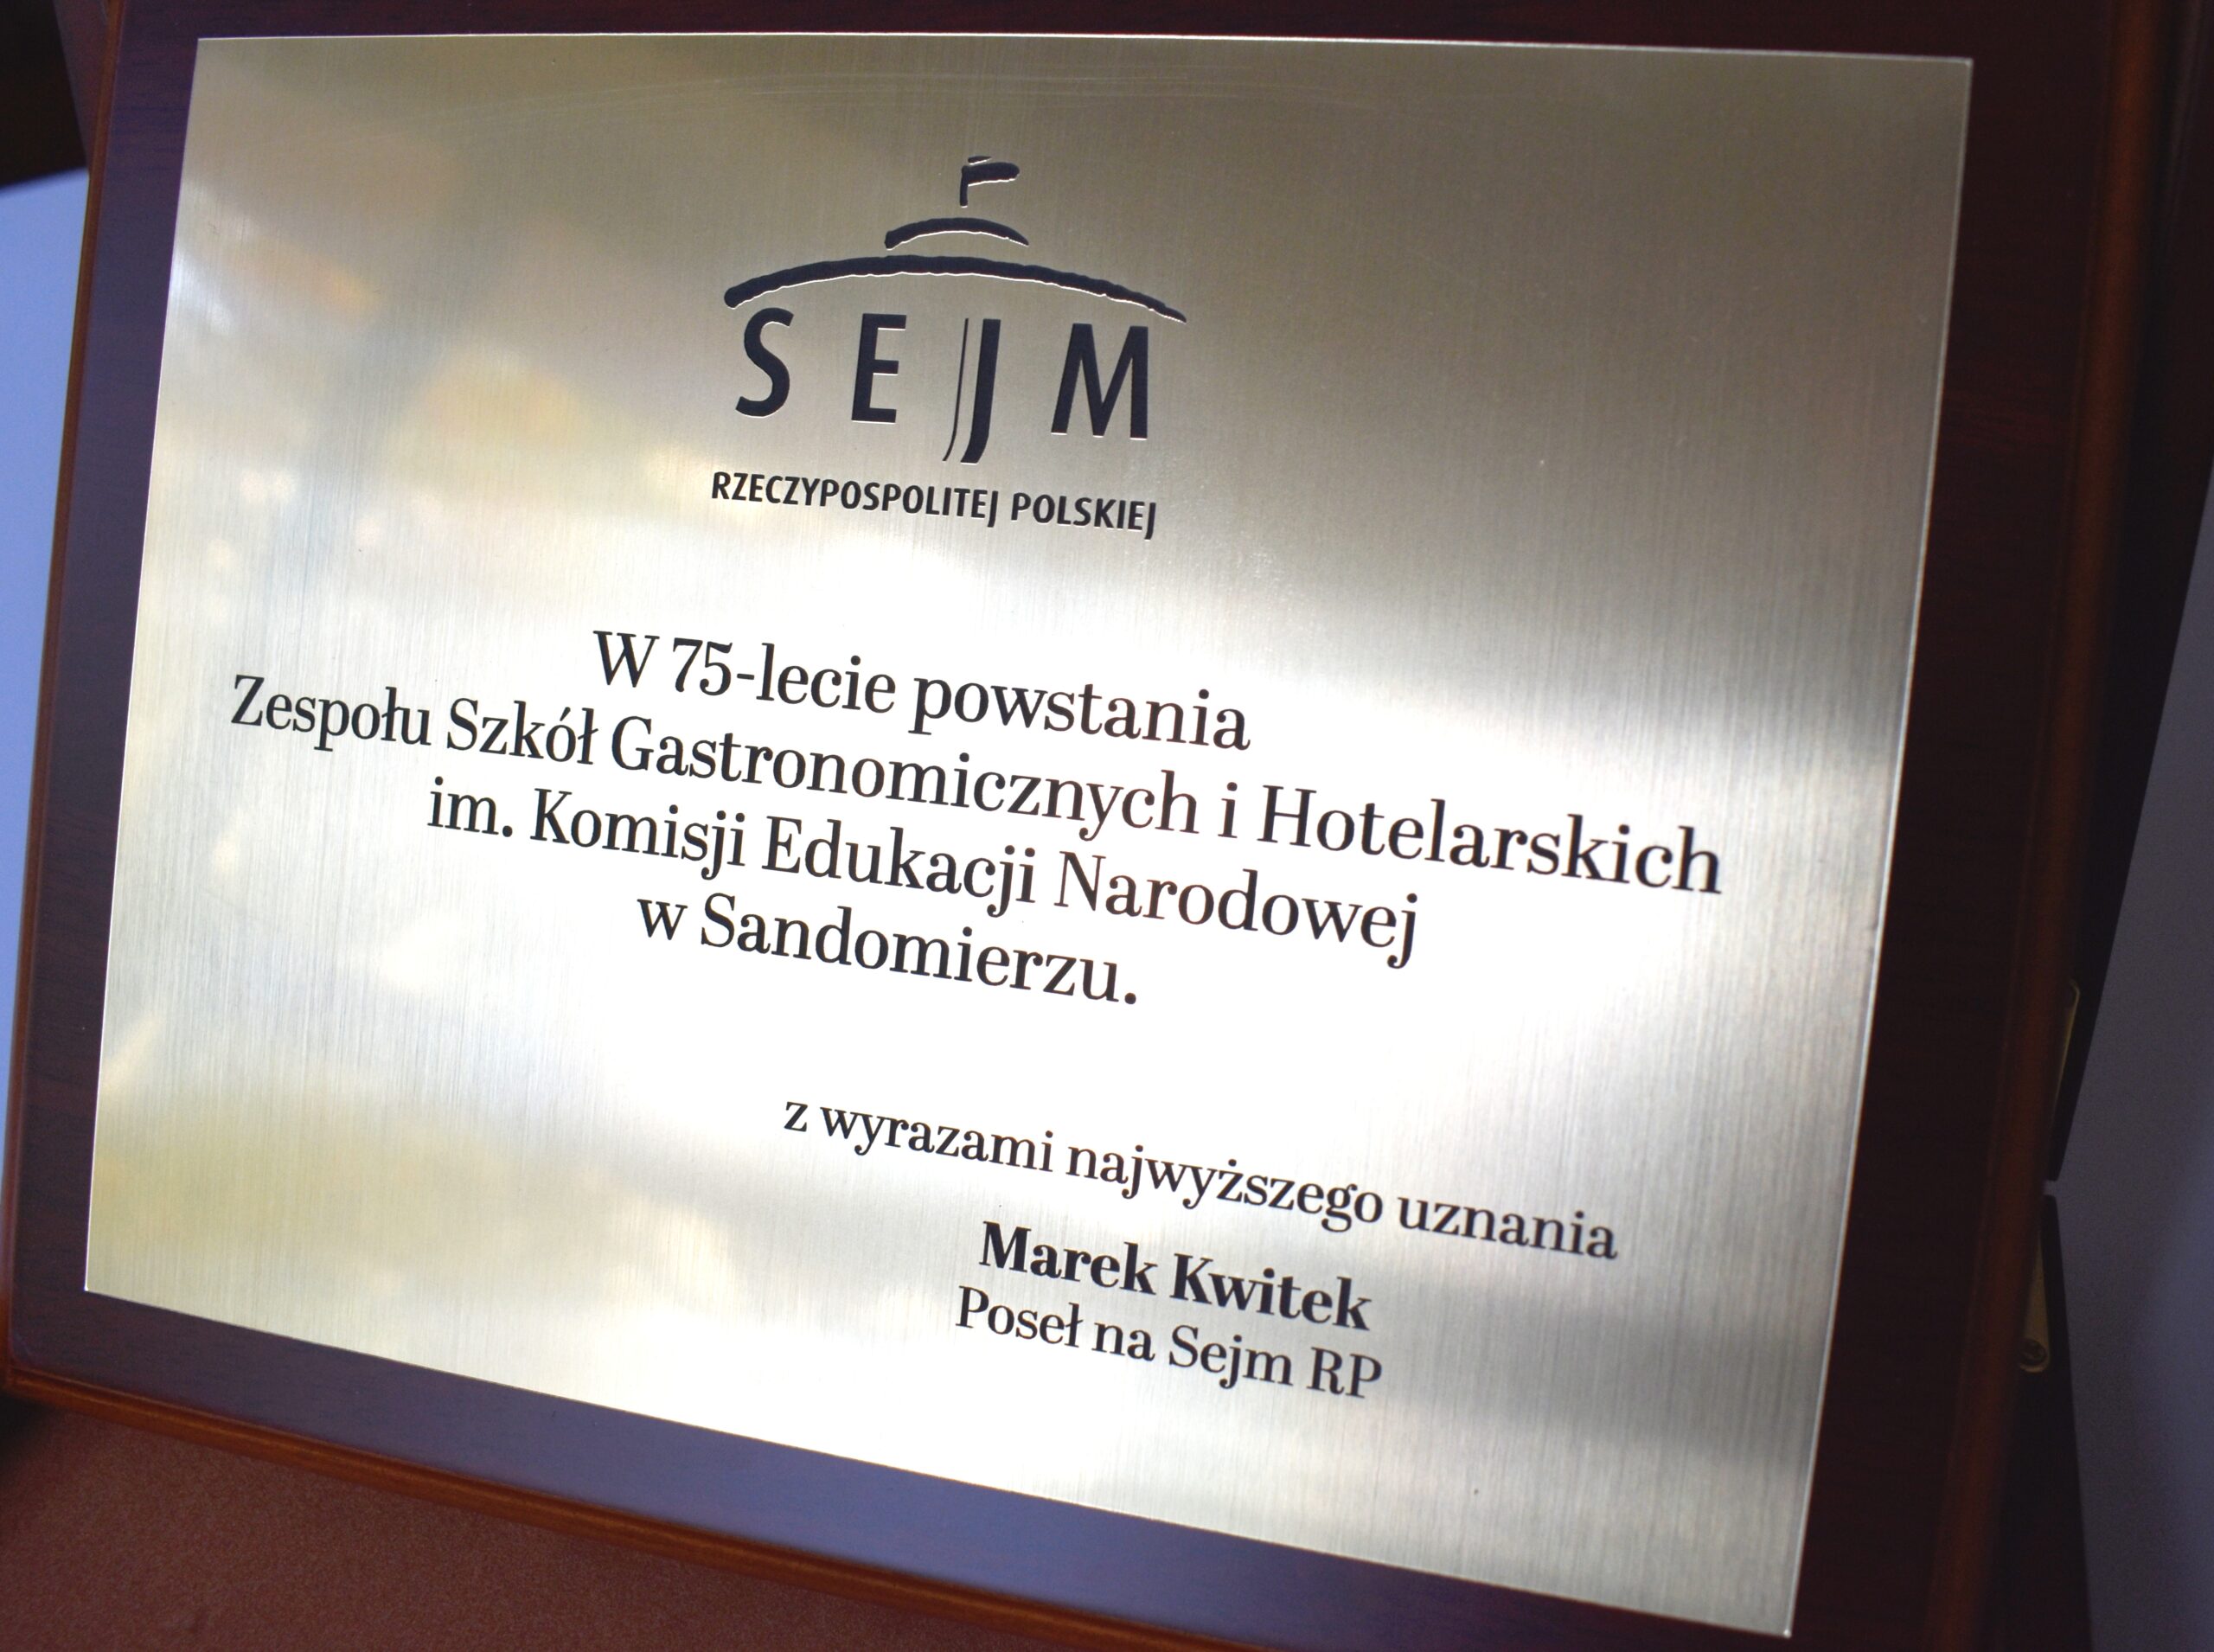 SEJM
RZECZYPOSPOLITEJ POLSKIEJ
W 75-lecie powstania
Zespołu Szkół Gastronomicznych i Hotelarskich
im. Komisji Edukacji Narodowej
w Sandomierzu.
z wyrazami najwyższego uznania
Marek Kwitek
Poseł na Sejm RP